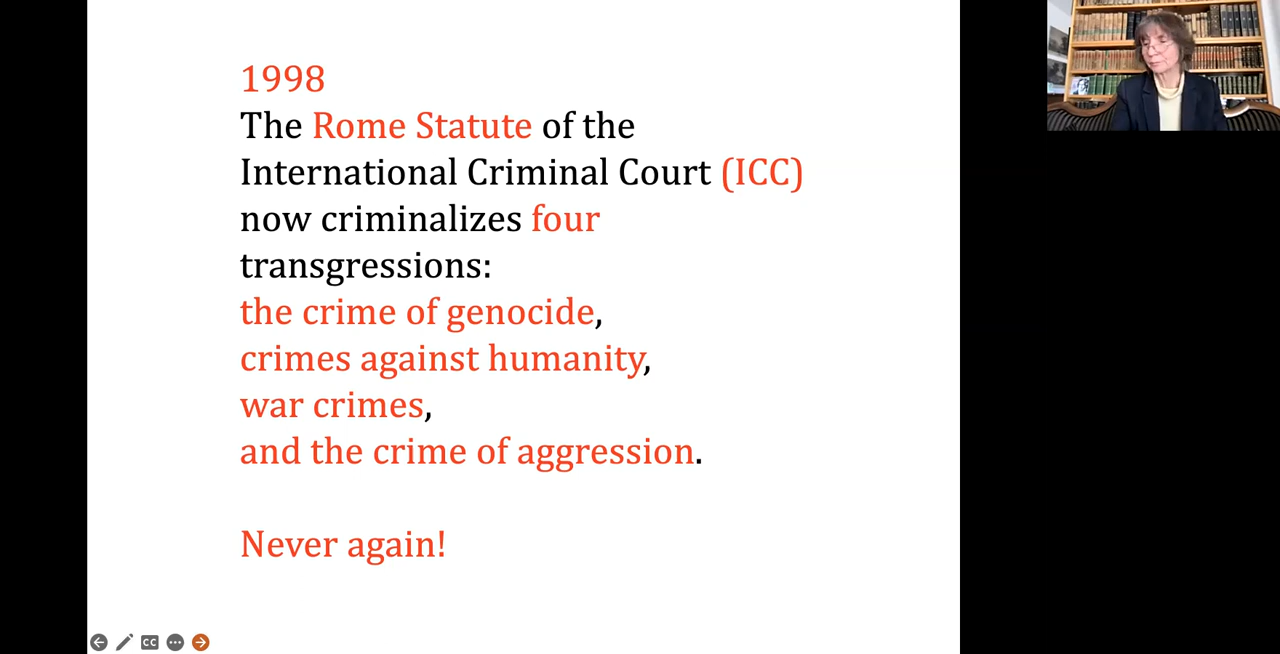 1998
The Rome Statute of the
International Criminal Court (ICC)
now criminalizes four
transgressions:
the crime of genocide,
crimes against humanity,
war crimes,
and the crime of aggression.
Never again!
CC